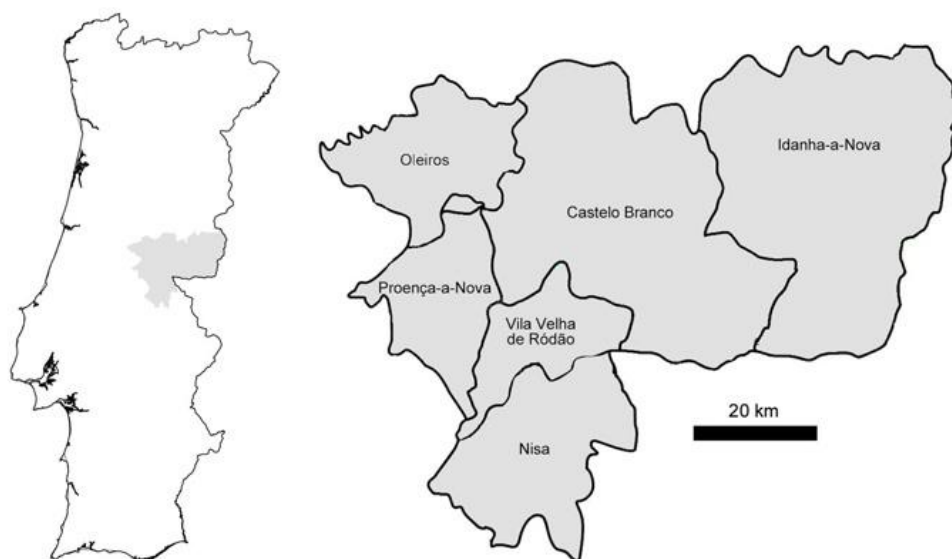 Idanha-a-Nova
Oleiros
Castelo Branco
Proença-a-Nova
Vila Velha
de Ródão
20 km
Nisa